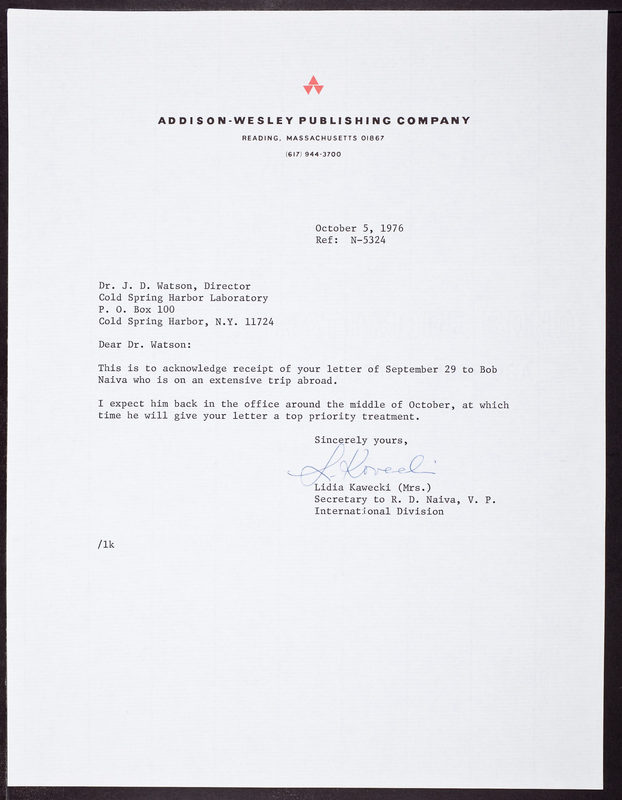 ADDISON-WESLEY PUBLISHING COMPANY
READING, MASSACHUSETTS 01867
(617) 944-3700
October 5, 1976
Ref: N-5324
Dr. J. D. Watson, Director
Cold Spring Harbor Laboratory
P. O. Box 100
Cold Spring Harbor, N.Y. 11724
Dear Dr. Watson:
This is to acknowledge receipt of your letter of September 29 to Bob
Naiva who is on an extensive trip abroad.
I expect him back in the office around the middle of October, at which
time he will give your letter a top priority treatment.
Sincerely yours,
L. Kawecki
Lidia Kawecki (Mrs.)
Secretary to R. D. Naiva, V. P.
International Division
/lk